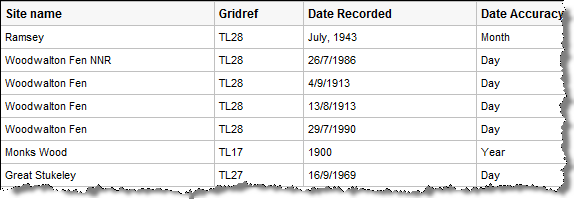 Site name Gridref Date Recorded Date Accuracy
Ramsey TL28 July, 1943 Month
Woodwalton Fen NNR TL28 26/7/1986 Day
Woodwalton Fen TL28 4/9/1913 Day
Woodwalton Fen TL28 13/8/1913 Day
Woodwalton Fen TL28 29/7/1990 Day
Monks Wood TL17 1900 Year
Great Stukeley TL27 16/9/1969 Day